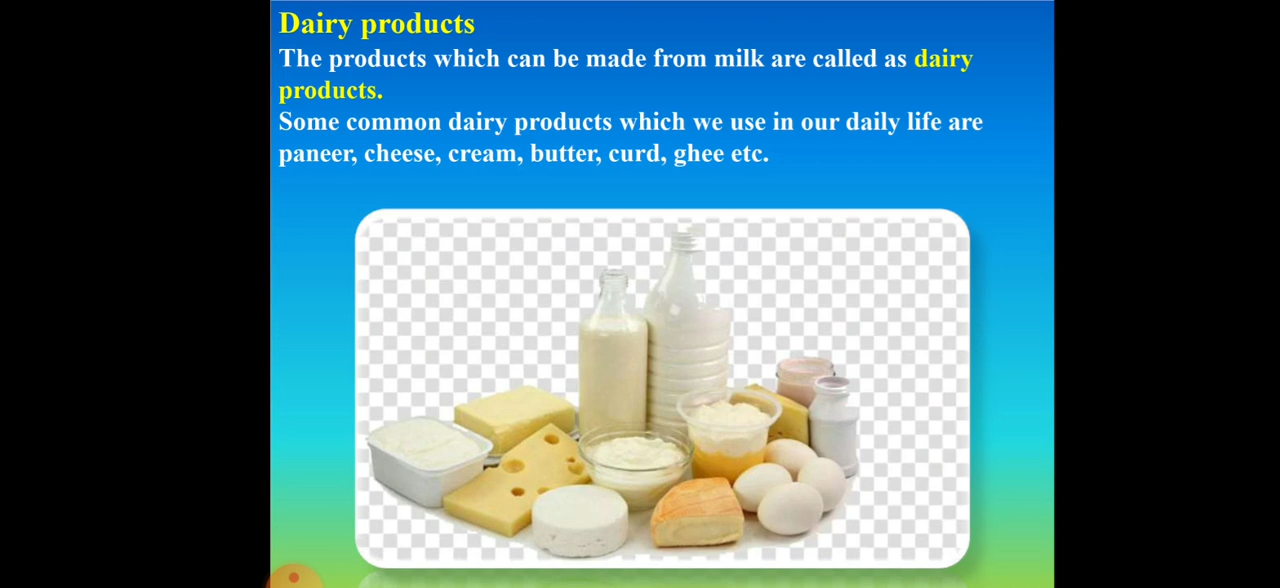 Dairy products
The products which can be made from milk are called as dairy
products.
Some common dairy products which we use in our daily life are
paneer, cheese, cream, butter, curd, ghee etc.